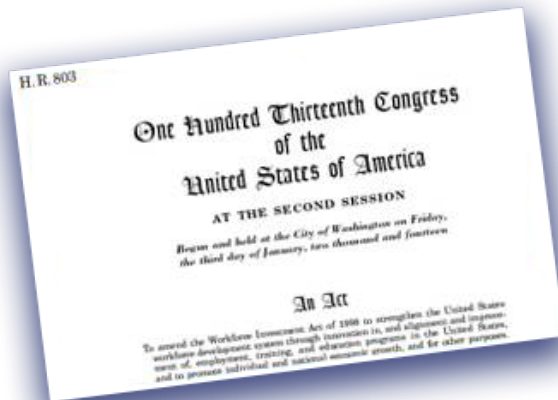 H. R. 803
One Hundred Thirteenth Congress
of the
United States of America
AT THE SECOND SESSION
Begun and held at the City of Washington on Friday,
the third day of January, two thousand and fourteen
An Act
To amend the Workforce Investment Act of 1998 to strengthen the United States
workforce development system through innovation in, and alignment and improve-
ment of, employment, training, and education programs in the United States,
and to promote individual and national economic growth, and for other purposes.